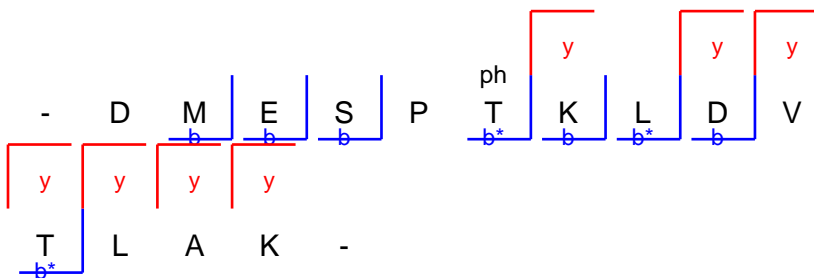 y y y
ph
- D M E S P T K L D V
b b b b* b b* b
y y y y
T L A K -
b*